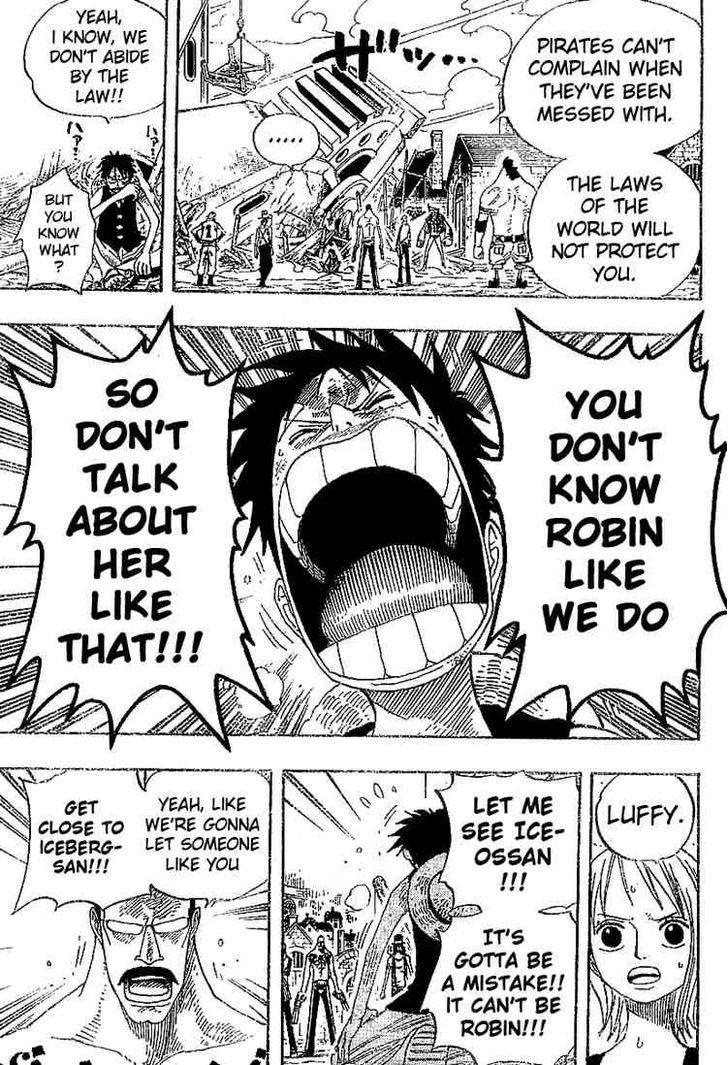 PIRATES CAN'T
COMPLAIN WHEN
THEY'VE BEEN
MESSED WITH.
THE LAWS
OF THE
WORLD WILL
NOT PROTECT
YOU.
.....
YEAH,
I KNOW, WE
DON'T ABIDE
BY THE
LAW!!
BUT
YOU
KNOW
WHAT
?
YOU
DON'T
KNOW
ROBIN
LIKE
WE DO
SO
DON'T
TALK
ABOUT
HER
LIKE
THAT!!!
LUFFY.
LET ME
SEE ICE-
OSSAN
!!!
IT'S
GOTTA BE
A MISTAKE!!
IT CAN'T BE
ROBIN!!!
YEAH, LIKE
WE'RE GONNA
LET SOMEONE
LIKE YOU
GET
CLOSE TO
ICEBERG-
SAN!!!